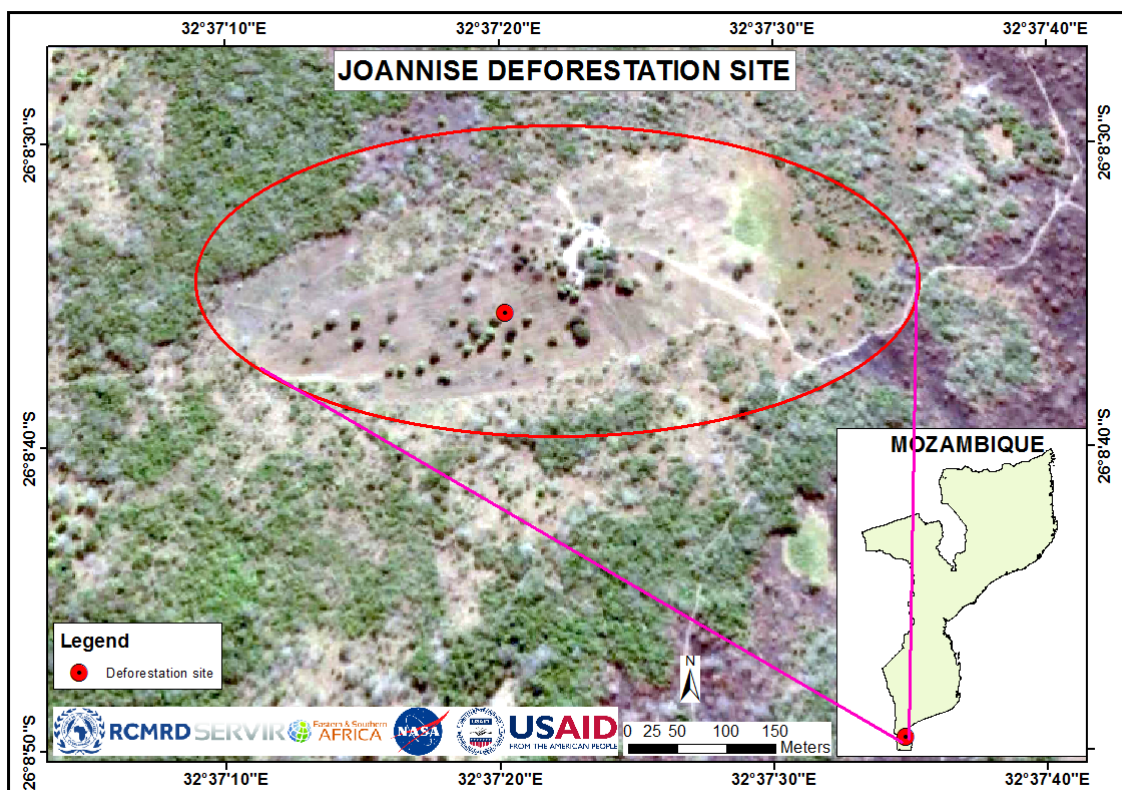 32°37'10"E 32°37'20"E 32°37'30"E 32°37'40"E
JOANNISE DEFORESTATION SITE
26°8'30"S
26°8'30"S
26°8'40"S
26°8'40"S
MOZAMBIQUE
Legend
Deforestation site
N
RCMRD SERVIR Eastern & Southern AFRICA NASA USAID
FROM THE AMERICAN PEOPLE
0 25 50 100 150
Meters
26°8'50"S
32°37'10"E 32°37'20"E 32°37'30"E 32°37'40"E